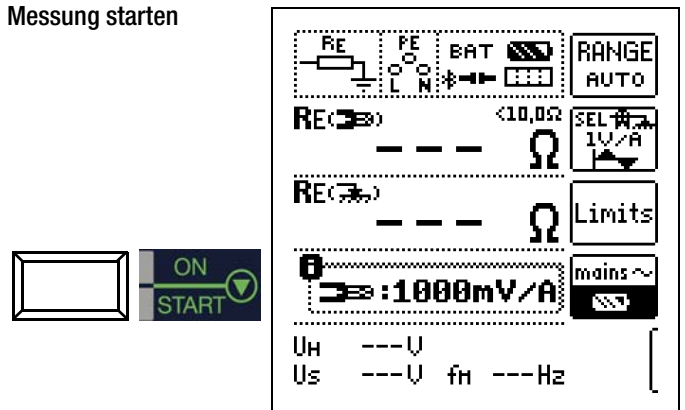 Messung starten
RE PE BAT RANGE
L N AUTO
RE( ) <10,0Ω SEL
1V/A
--- Ω
RE( )
--- Ω Limits
ON
START
:1000mV/A mains~
UH ---V
Us ---V fH ---Hz